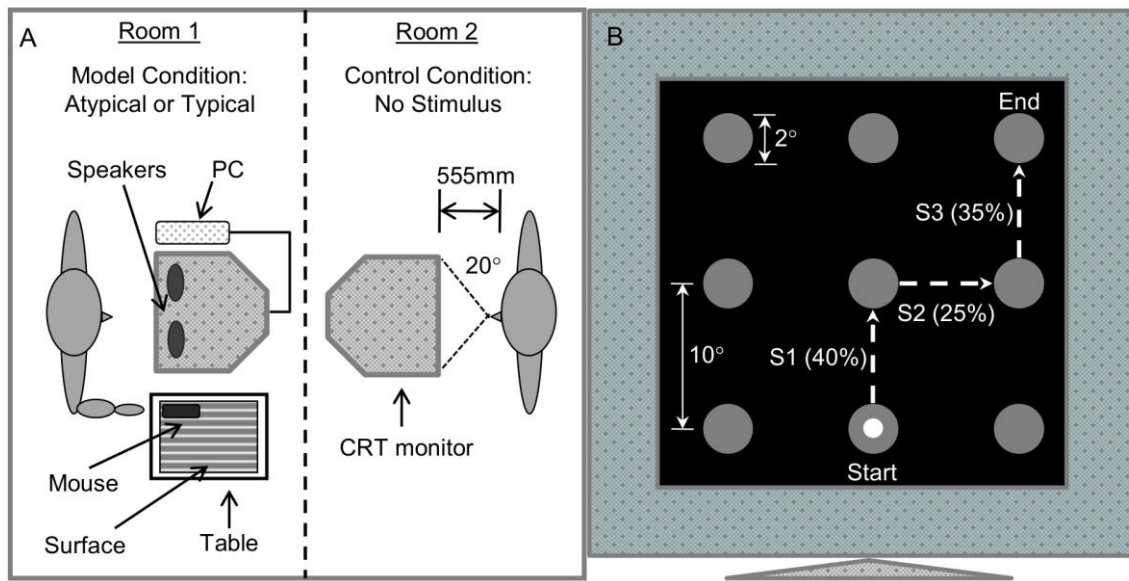 A
Room 1
Model Condition:
Atypical or Typical
Speakers
PC
Mouse
Surface
Table
Room 2
Control Condition:
No Stimulus
555mm
20°
CRT monitor
B
End
2°
S3 (35%)
S2 (25%)
10°
S1 (40%)
Start